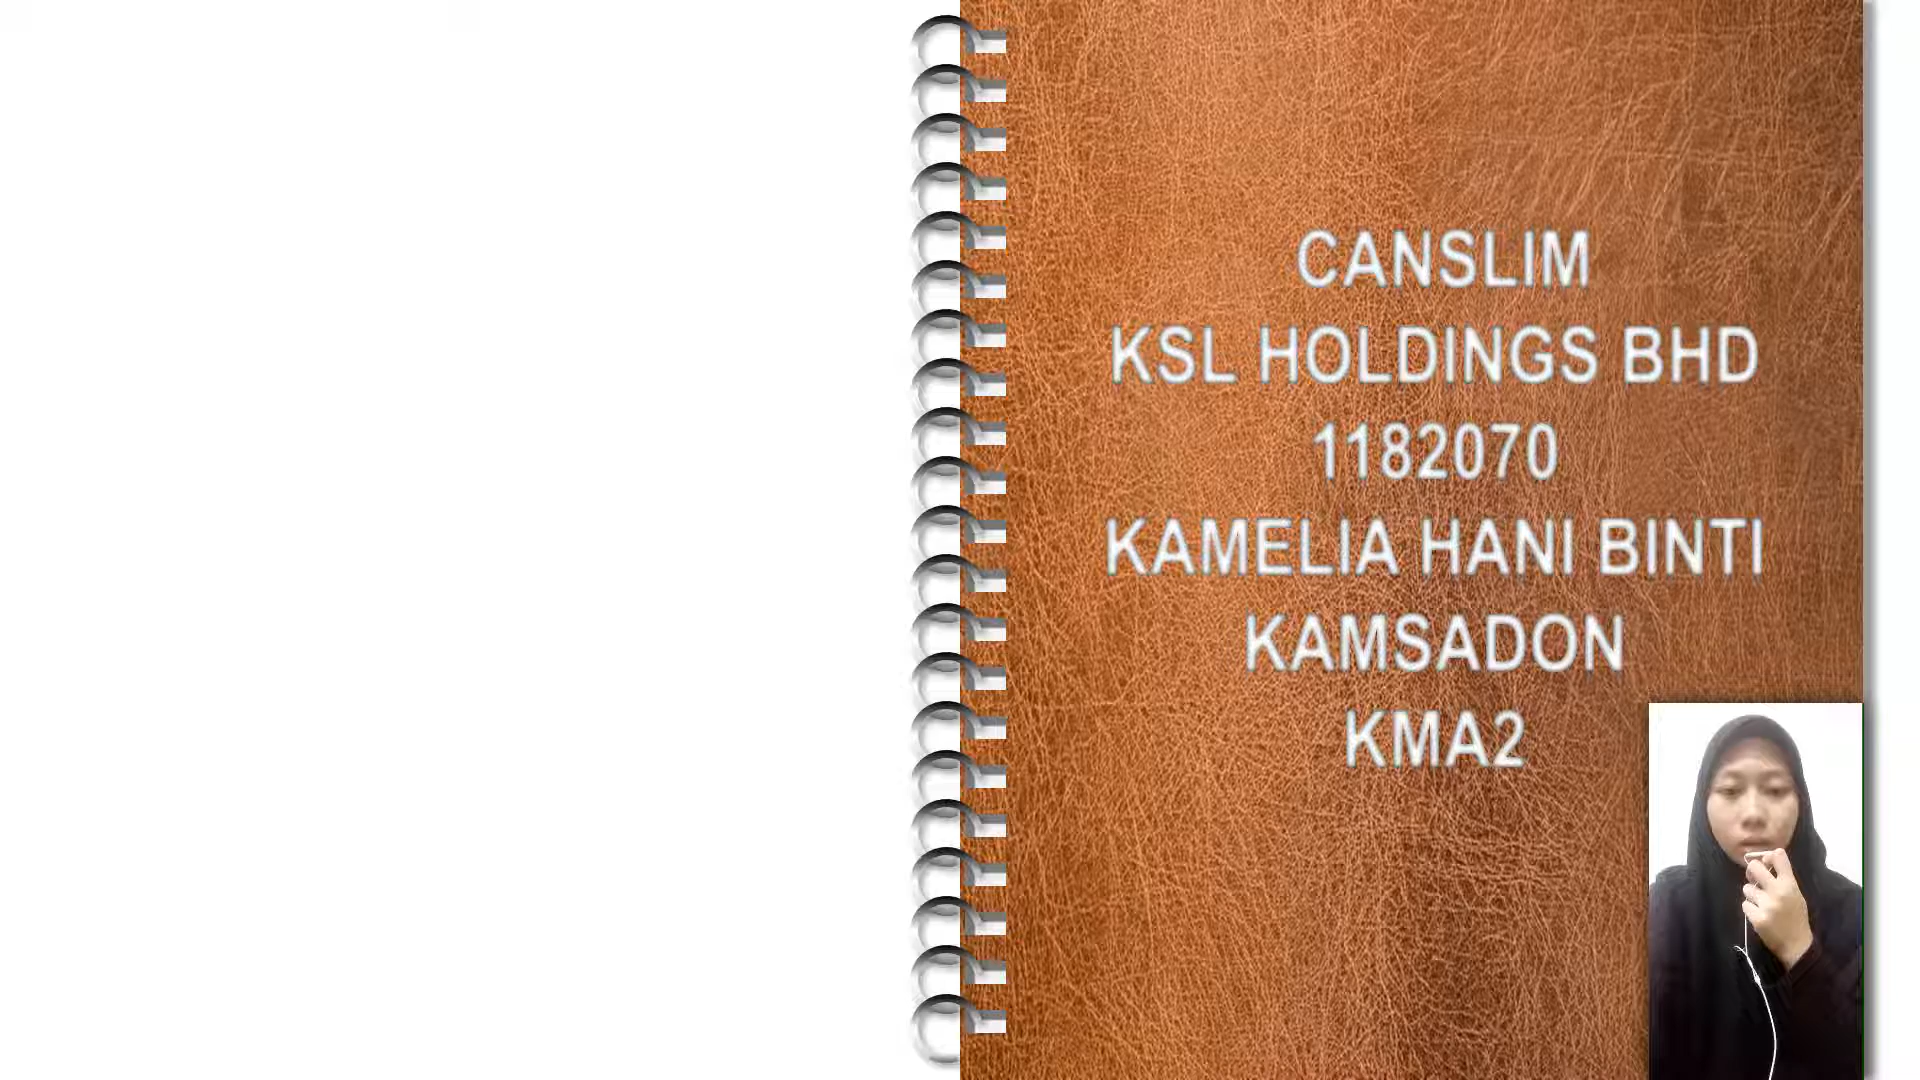 CANSLIM
KSL HOLDINGS BHD
1182070
KAMELIA HANI BINTI
KAMSADON
KMA2